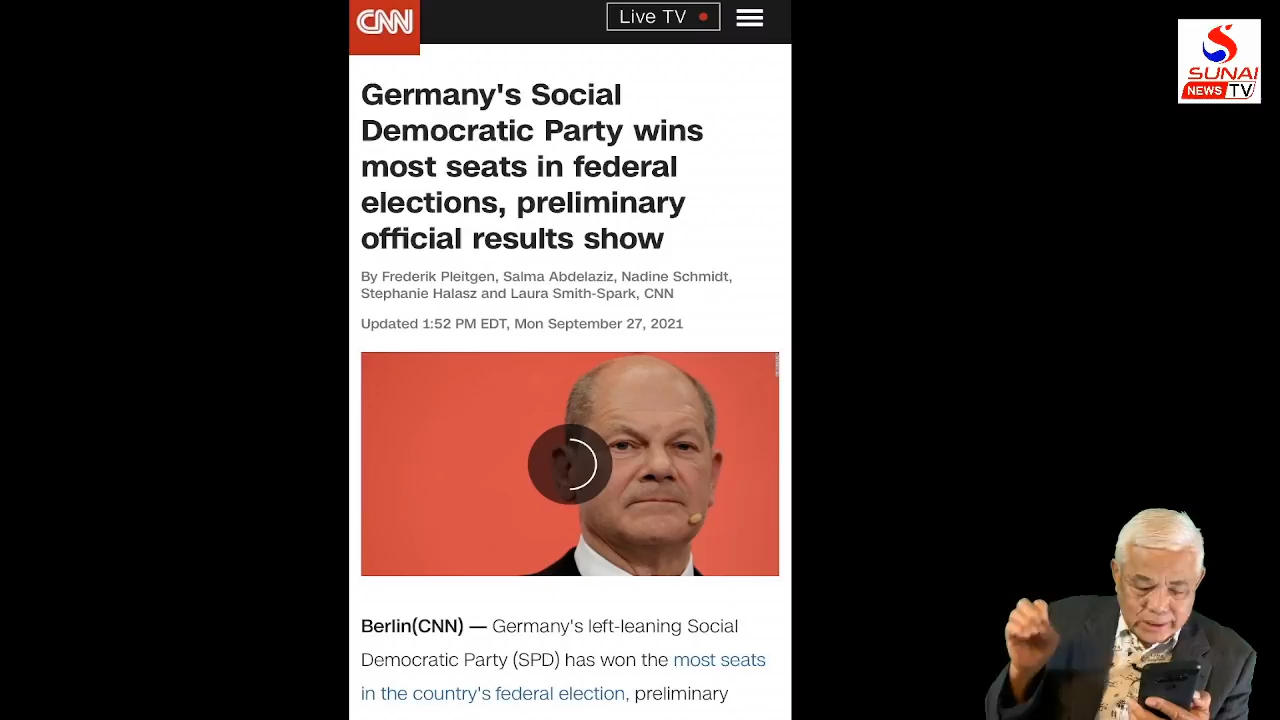 CNN
Live TV
SUNAI
NEWS TV
Germany's Social
Democratic Party wins
most seats in federal
elections, preliminary
official results show
By Frederik Pleitgen, Salma Abdelaziz, Nadine Schmidt,
Stephanie Halasz and Laura Smith-Spark, CNN
Updated 1:52 PM EDT, Mon September 27, 2021
Berlin(CNN) — Germany's left-leaning Social
Democratic Party (SPD) has won the most seats
in the country's federal election, preliminary